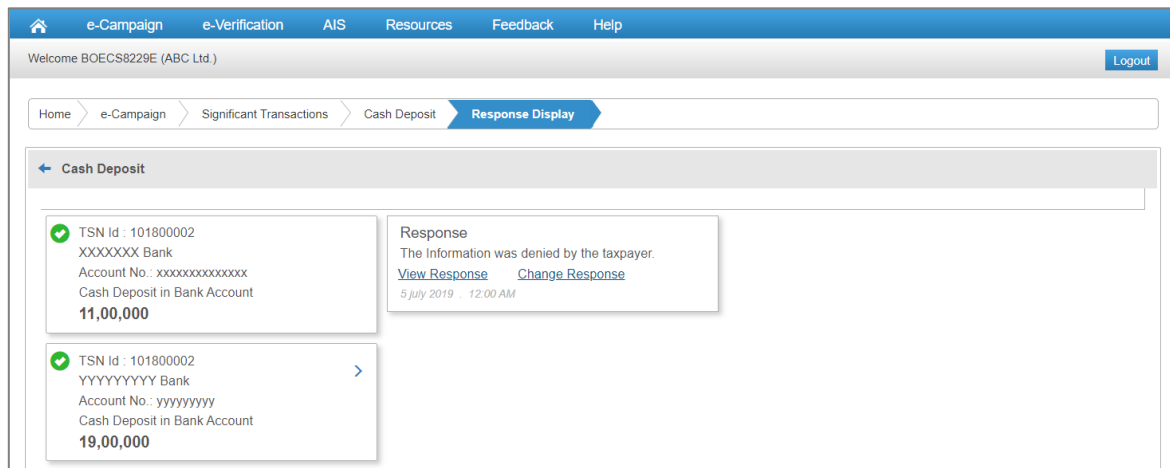 e-Campaign e-Verification AIS Resources Feedback Help
Welcome BOECS8229E (ABC Ltd.) Logout
Home e-Campaign Significant Transactions Cash Deposit Response Display
Cash Deposit
TSN Id : 101800002
XXXXXXX Bank
Account No.: xxxxxxxxxxxxxx
Cash Deposit in Bank Account
11,00,000
Response
The Information was denied by the taxpayer.
View Response Change Response
5 july 2019 . 12:00 AM
TSN Id : 101800002
YYYYYYYYY Bank
Account No.: yyyyyyyyy
Cash Deposit in Bank Account
19,00,000